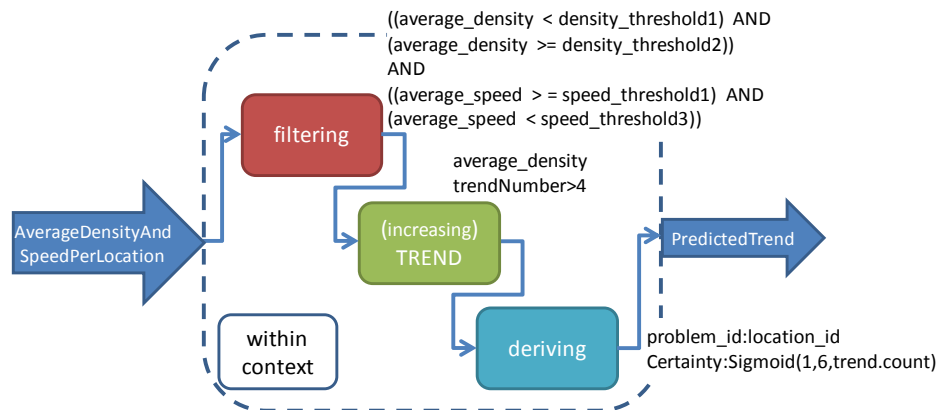 ((average_density < density_threshold1) AND
(average_density >= density_threshold2))
AND
((average_speed > = speed_threshold1) AND
(average_speed < speed_threshold3))
filtering
average_density
trendNumber>4
AverageDensityAnd
SpeedPerLocation
(increasing)
TREND
PredictedTrend
within
context
deriving
problem_id:location_id
Certainty:Sigmoid(1,6,trend.count)